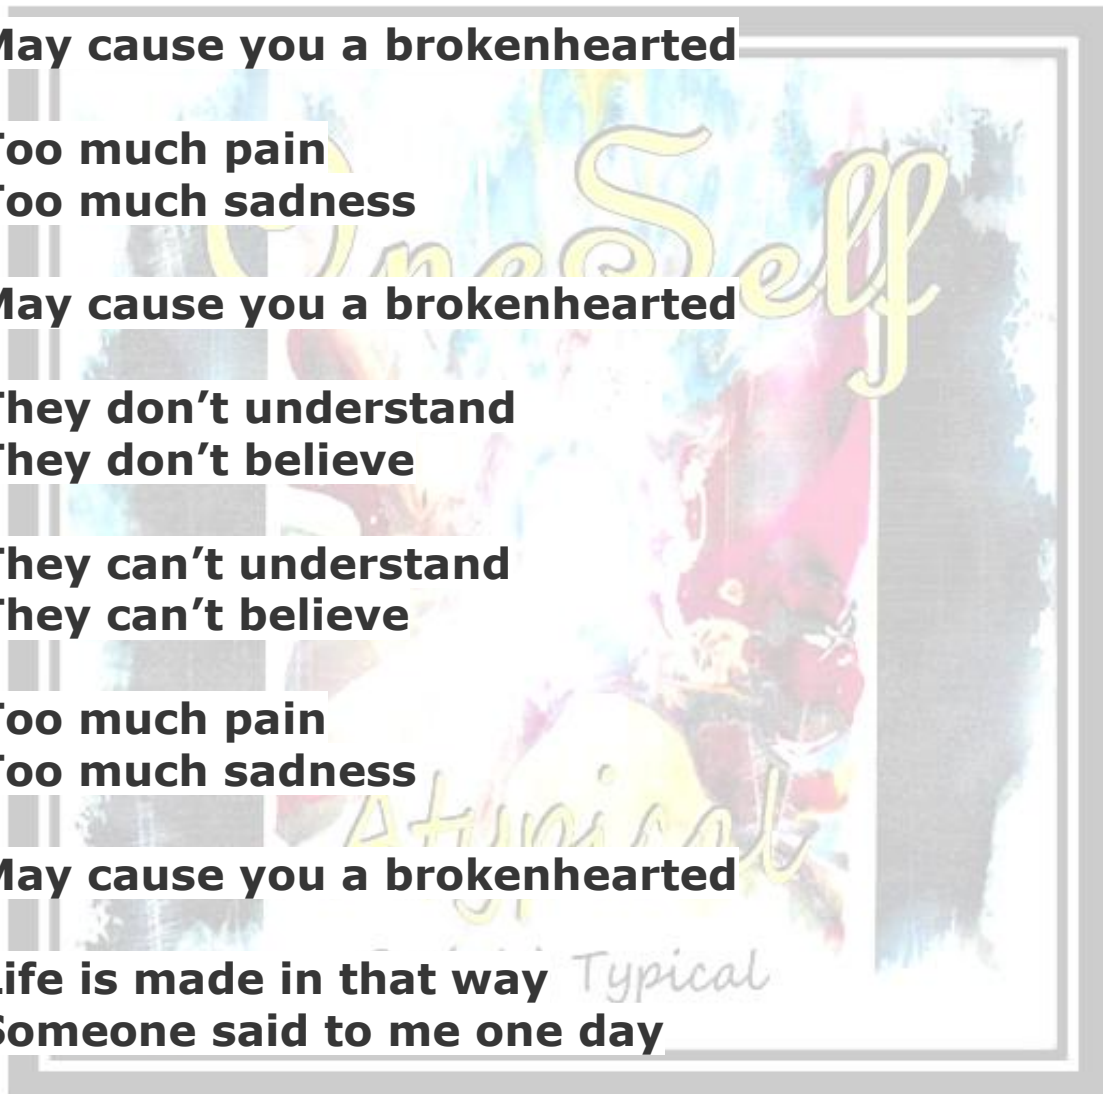 May cause you a brokenhearted
Too much pain
Too much sadness
OneSelf
May cause you a brokenhearted
They don’t understand
They don’t believe
They can’t understand
They can’t believe
Too much pain
Too much sadness
Atypical
May cause you a brokenhearted
Life is made in that way
Typical
Someone said to me one day